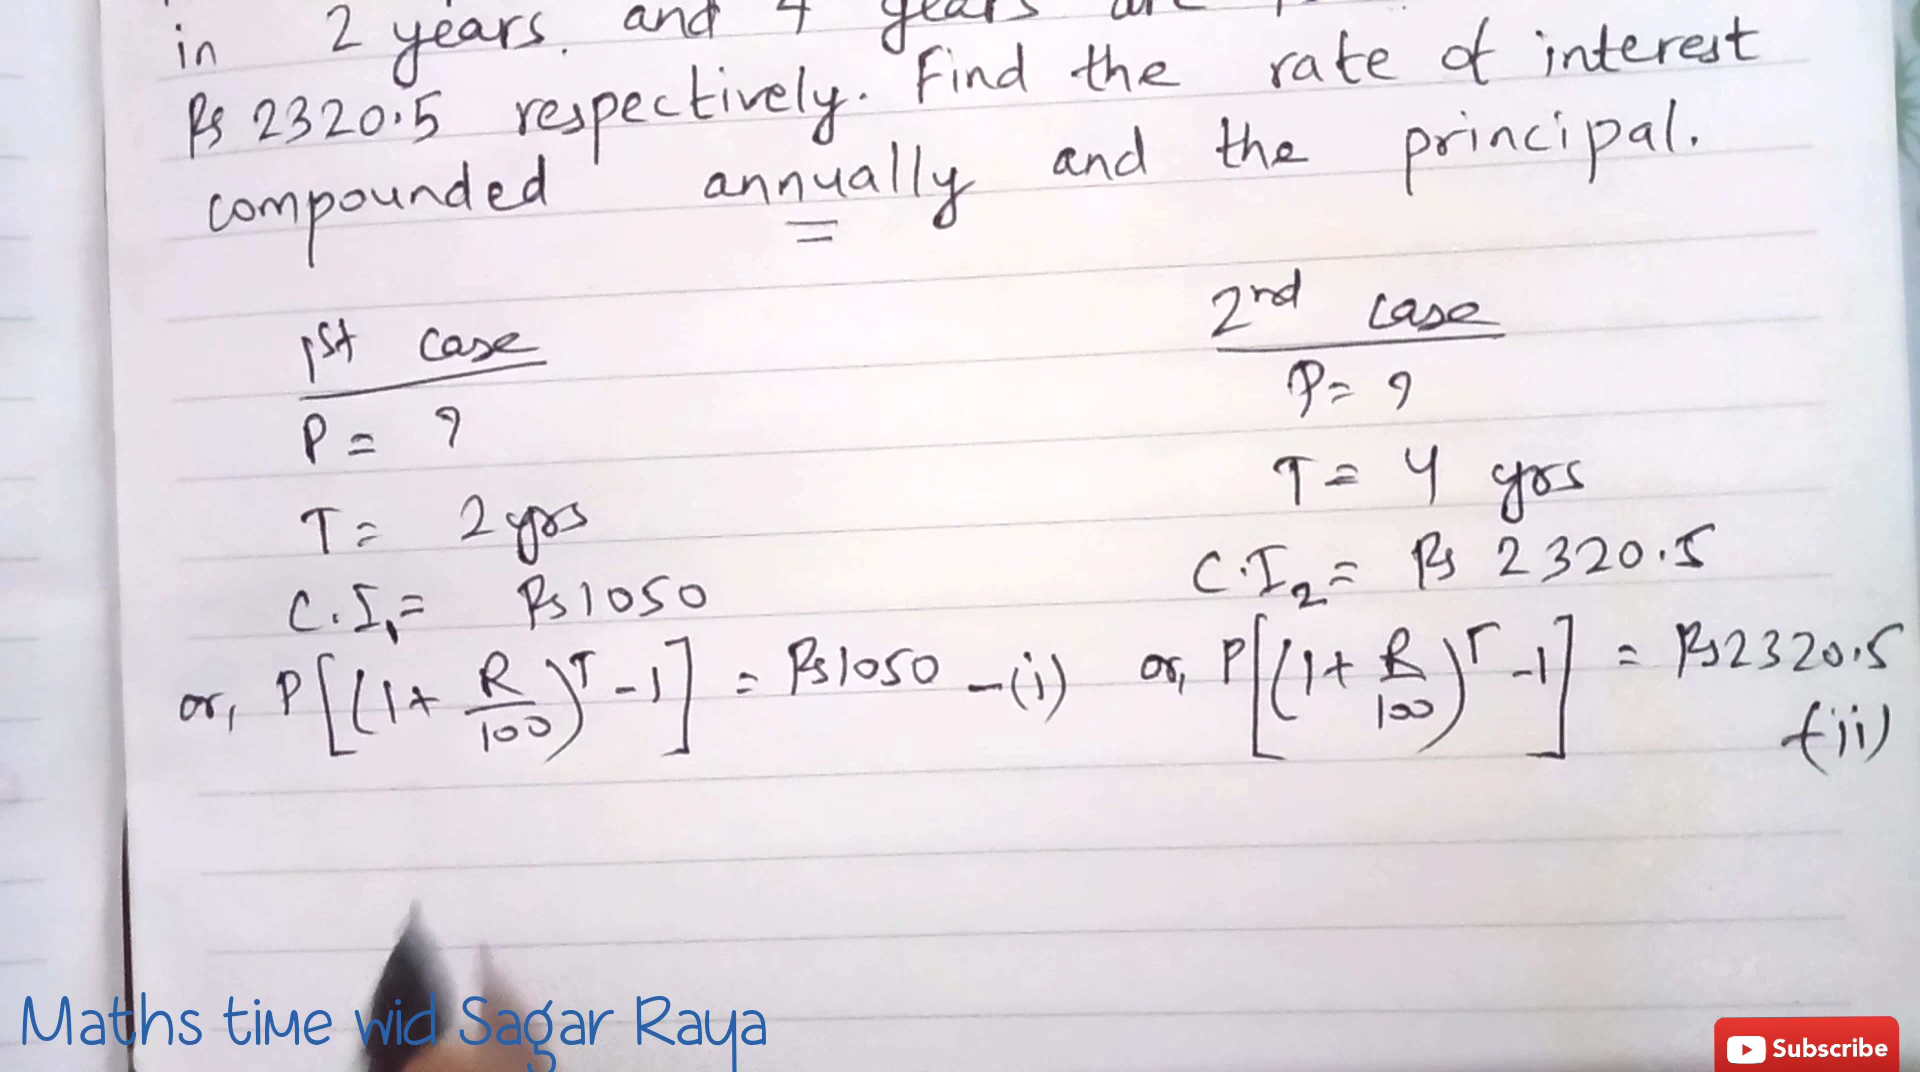 in 2 years. and 4 years are
Rs 2320.5 respectively. Find the rate of interest
compounded annually and the principal.
1st case
P = ?
T = 2 yrs
C.I₁ = Rs 1050
or, P[(1+ R/100)^T -1] = Rs 1050 -(i)
2nd case
P = ?
T = 4 yrs
C.I₂ = Rs 2320.5
or, P[(1+ R/100)^T -1] = Rs 2320.5
-(ii)
Maths time wid Sagar Raya
Subscribe